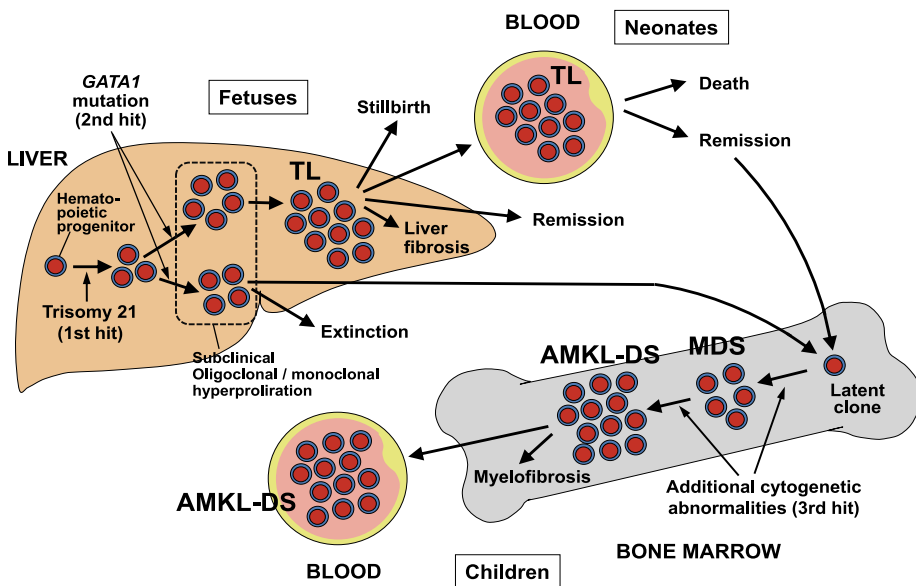 BLOOD
Neonates
GATA1
mutation
(2nd hit)
Fetuses
Stillbirth
TL
Death
Remission
LIVER
TL
Hemato-
poietic
progenitor
Liver
fibrosis
Remission
Trisomy 21
(1st hit)
Extinction
Subclinical
Oligoclonal / monoclonal
hyperproliration
AMKL-DS
MDS
Latent
clone
Myelofibrosis
AMKL-DS
Additional cytogenetic
abnormalities (3rd hit)
BLOOD
Children
BONE MARROW